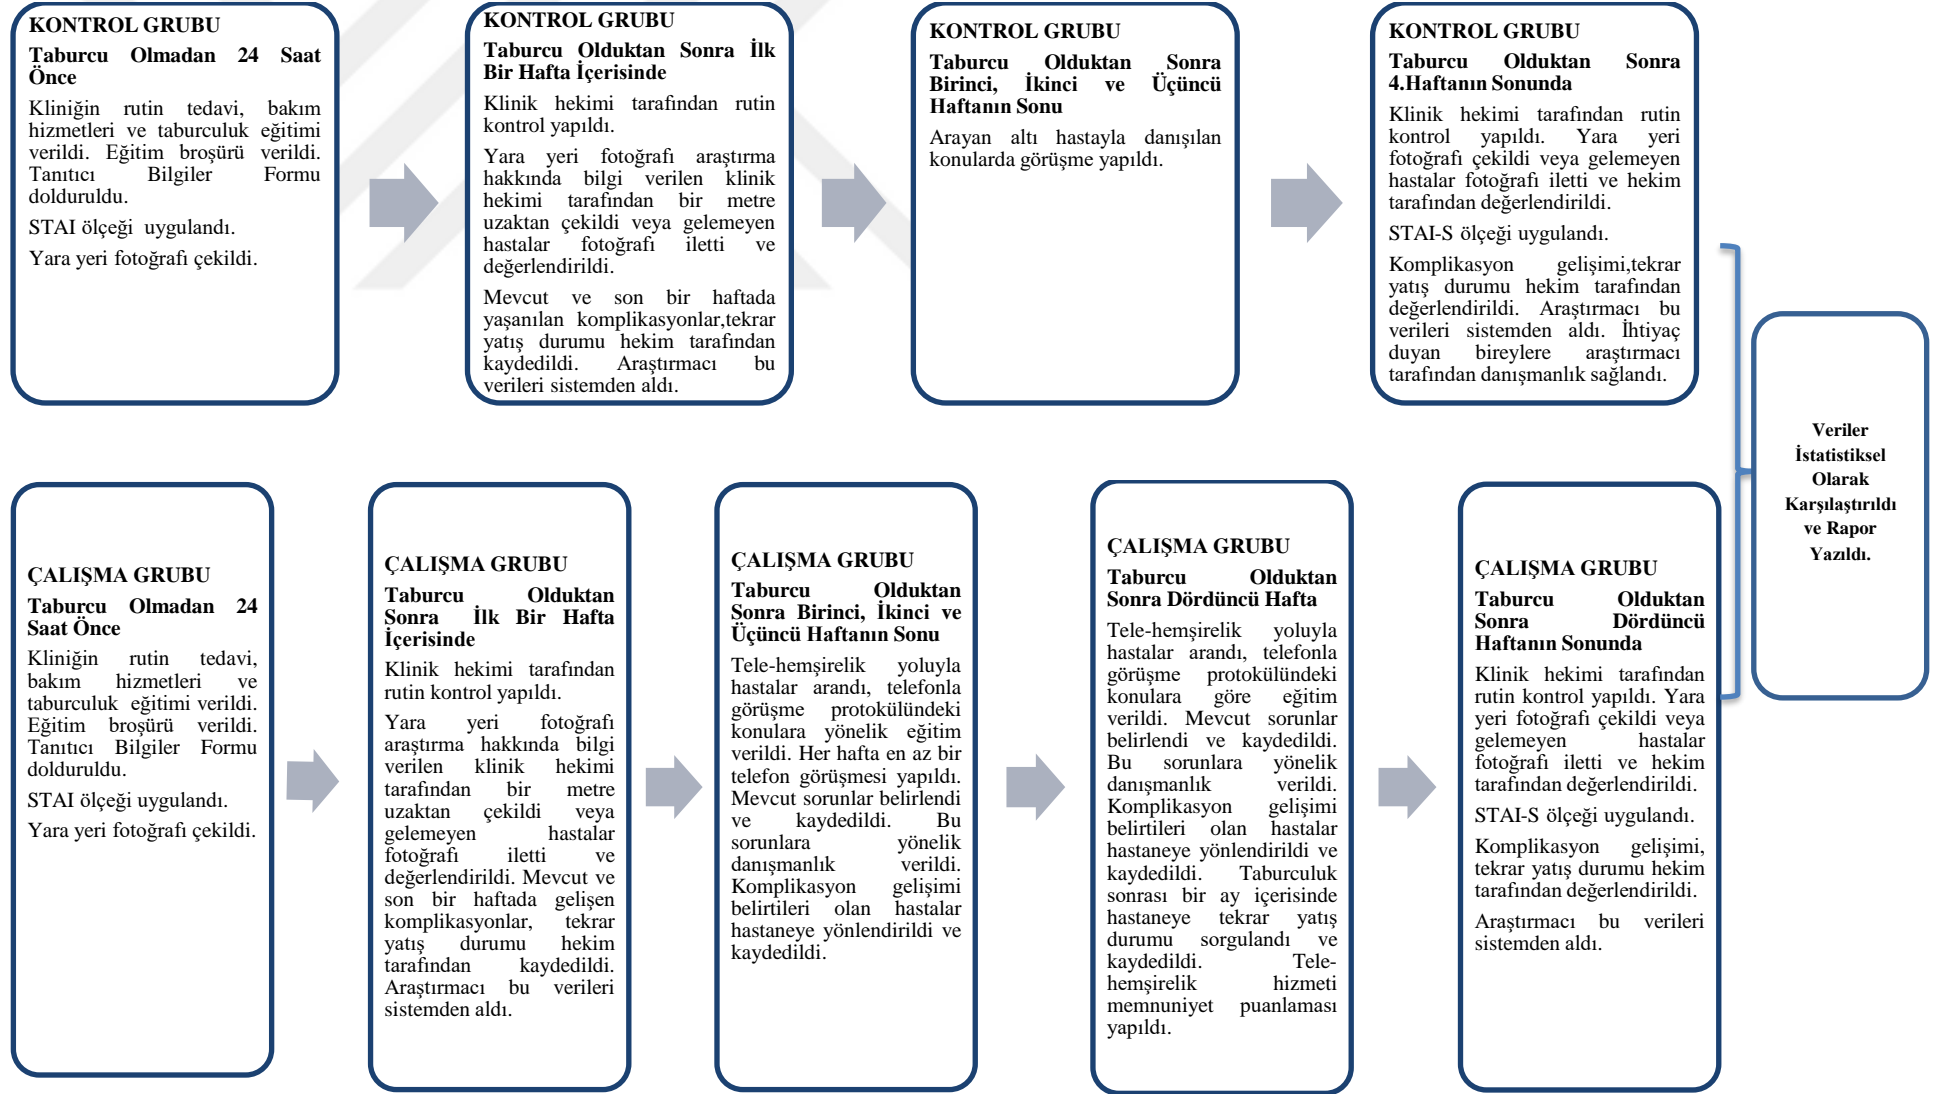 KONTROL GRUBU
Taburcu Olmadan 24 Saat
Önce
Kliniğin rutin tedavi, bakım
hizmetleri ve taburculuk eğitimi
verildi. Eğitim broşürü verildi.
Tanıtıcı Bilgiler Formu
dolduruldu.
STAI ölçeği uygulandı.
Yara yeri fotoğrafı çekildi.
KONTROL GRUBU
Taburcu Olduktan Sonra İlk
Bir Hafta İçerisinde
Klinik hekimi tarafından rutin
kontrol yapıldı.
Yara yeri fotoğrafı araştırma
hakkında bilgi verilen klinik
hekimi tarafından bir metre
uzaktan çekildi veya gelemeyen
hastalar fotoğrafı iletti ve
değerlendirildi.
Mevcut ve son bir haftada
yaşanılan komplikasyonlar,tekrar
yatış durumu hekim tarafından
kaydedildi. Araştırmacı bu
verileri sistemden aldı.
KONTROL GRUBU
Taburcu Olduktan Sonra
Birinci, İkinci ve Üçüncü
Haftanın Sonu
Arayan altı hastayla danışılan
konularda görüşme yapıldı.
KONTROL GRUBU
Taburcu Olduktan Sonra
4.Haftanın Sonunda
Klinik hekimi tarafından rutin
kontrol yapıldı. Yara yeri
fotoğrafı çekildi veya gelemeyen
hastalar fotoğrafı iletti ve hekim
tarafından değerlendirildi.
STAI-S ölçeği uygulandı.
Komplikasyon gelişimi,tekrar
yatış durumu hekim tarafından
değerlendirildi. Araştırmacı bu
verileri sistemden aldı. İhtiyaç
duyan bireylere araştırmacı
tarafından danışmanlık sağlandı.
ÇALIŞMA GRUBU
Taburcu Olmadan 24
Saat Önce
Kliniğin rutin tedavi,
bakım hizmetleri ve
taburculuk eğitimi verildi.
Eğitim broşürü verildi.
Tanıtıcı Bilgiler Formu
dolduruldu.
STAI ölçeği uygulandı.
Yara yeri fotoğrafı çekildi.
ÇALIŞMA GRUBU
Taburcu Olduktan
Sonra İlk Bir Hafta
İçerisinde
Klinik hekimi tarafından
rutin kontrol yapıldı.
Yara yeri fotoğrafı
araştırma hakkında bilgi
verilen klinik hekimi
tarafından bir metre
uzaktan çekildi veya
gelemeyen hastalar
fotoğrafı iletti ve
değerlendirildi. Mevcut ve
son bir haftada gelişen
komplikasyonlar, tekrar
yatış durumu hekim
tarafından kaydedildi.
Araştırmacı bu verileri
sistemden aldı.
ÇALIŞMA GRUBU
Taburcu Olduktan
Sonra Birinci, İkinci ve
Üçüncü Haftanın Sonu
Tele-hemşirelik yoluyla
hastalar arandı, telefonla
görüşme protokülündeki
konulara yönelik eğitim
verildi. Her hafta en az bir
telefon görüşmesi yapıldı.
Mevcut sorunlar belirlendi
ve kaydedildi. Bu
sorunlara yönelik
danışmanlık verildi.
Komplikasyon gelişimi
belirtileri olan hastalar
hastaneye yönlendirildi ve
kaydedildi.
ÇALIŞMA GRUBU
Taburcu Olduktan
Sonra Dördüncü Hafta
Tele-hemşirelik yoluyla
hastalar arandı, telefonla
görüşme protokülündeki
konulara göre eğitim
verildi. Mevcut sorunlar
belirlendi ve kaydedildi.
Bu sorunlara yönelik
danışmanlık verildi.
Komplikasyon gelişimi
belirtileri olan hastalar
hastaneye yönlendirildi ve
kaydedildi. Taburculuk
sonrası bir ay içerisinde
hastaneye tekrar yatış
durumu sorgulandı ve
kaydedildi. Tele-
hemşirelik hizmeti
memnuniyet puanlaması
yapıldı.
ÇALIŞMA GRUBU
Taburcu Olduktan
Sonra Dördüncü
Haftanın Sonunda
Klinik hekimi tarafından
rutin kontrol yapıldı. Yara
yeri fotoğrafı çekildi veya
gelemeyen hastalar
fotoğrafı iletti ve hekim
tarafından değerlendirildi.
STAI-S ölçeği uygulandı.
Komplikasyon gelişimi,
tekrar yatış durumu hekim
tarafından değerlendirildi.
Araştırmacı bu verileri
sistemden aldı.
Veriler
İstatistiksel
Olarak
Karşılaştırıldı
ve Rapor
Yazıldı.